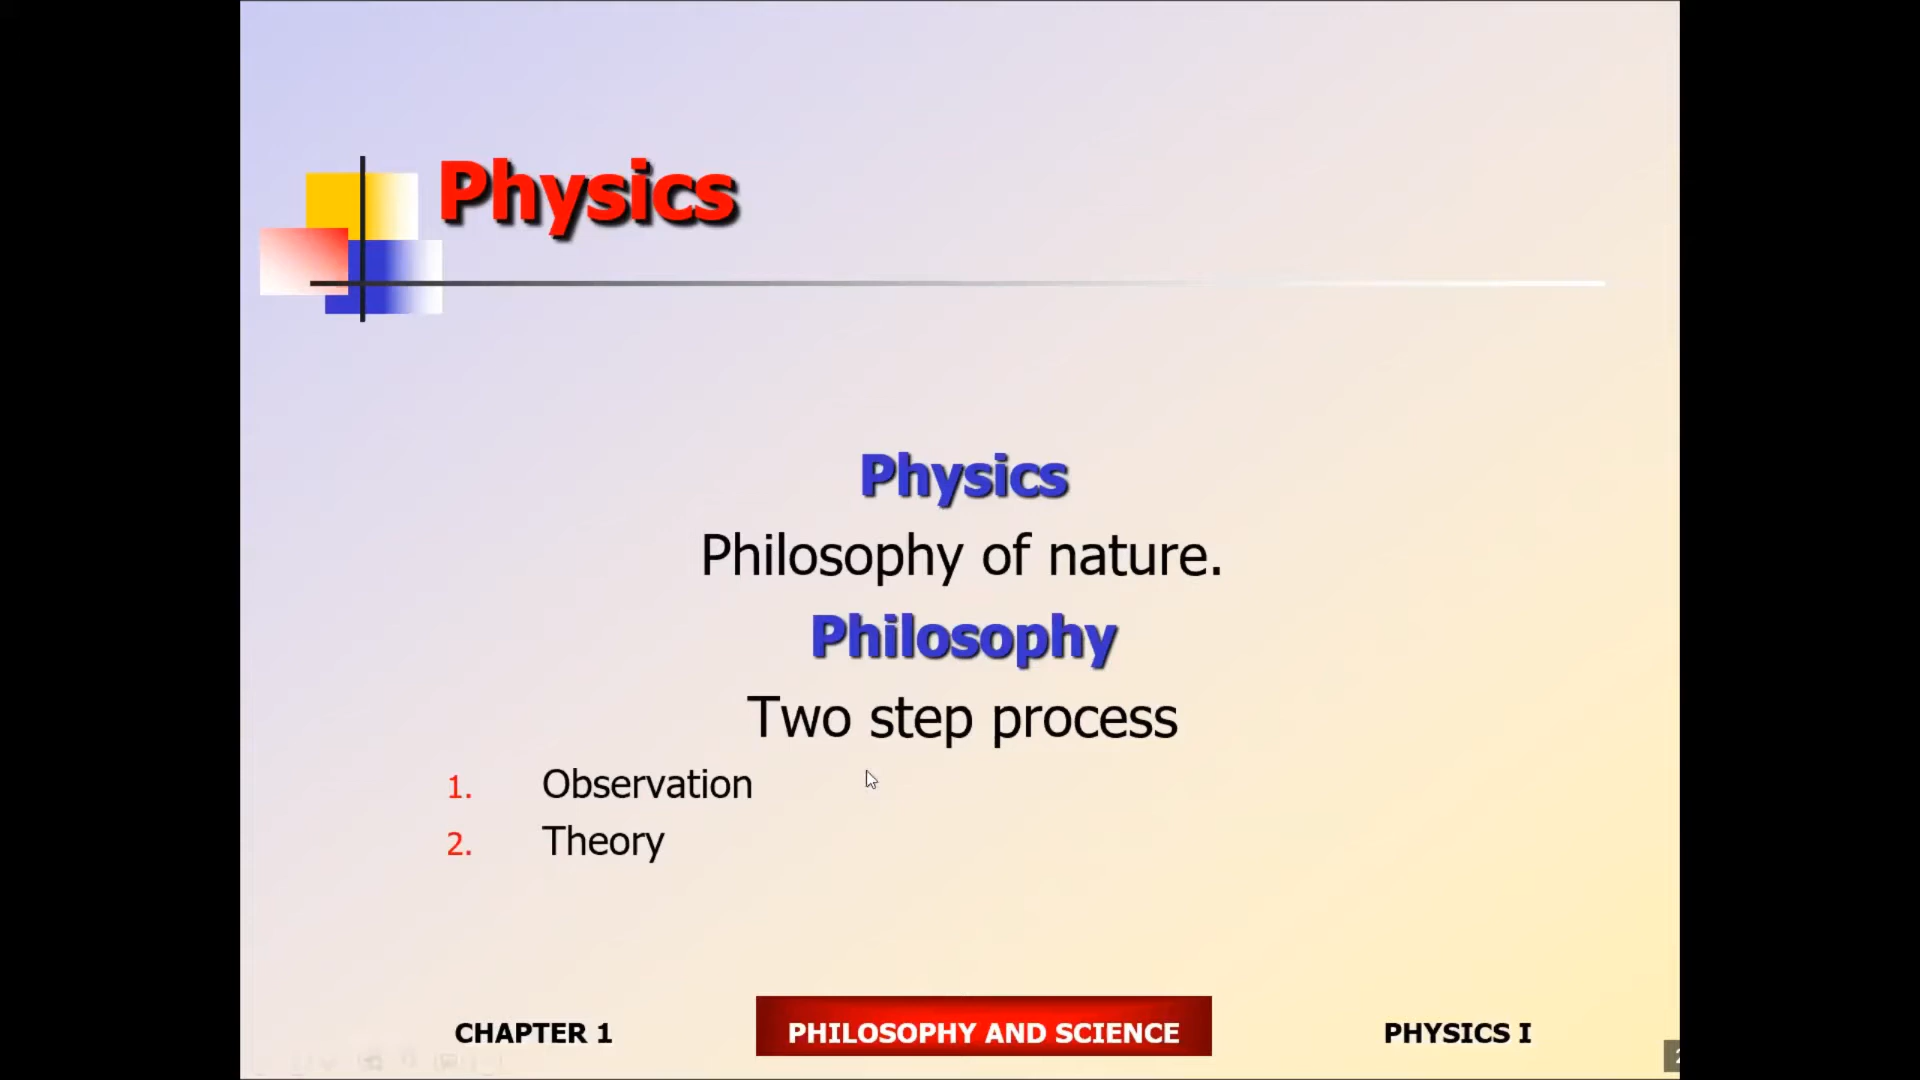 Physics
Physics
Philosophy of nature.
Philosophy
Two step process
1. Observation
2. Theory
CHAPTER 1
PHILOSOPHY AND SCIENCE
PHYSICS I